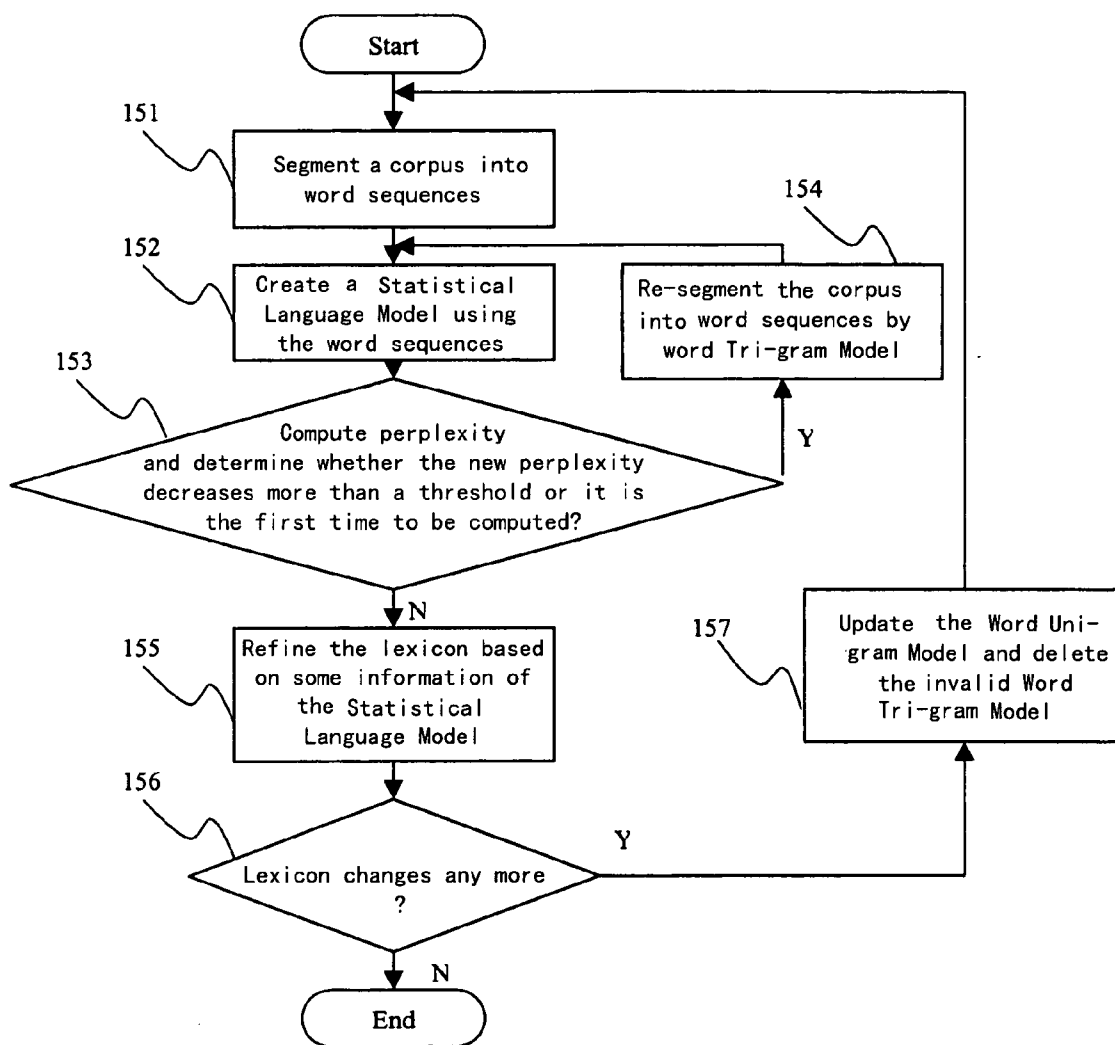 Start
151
Segment a corpus into
word sequences
154
152
Create a Statistical
Language Model using
the word sequences
Re-segment the corpus
into word sequences by
word Tri-gram Model
153
Compute perplexity
and determine whether the new perplexity
decreases more than a threshold or it is
the first time to be computed?
Y
N
155
Refine the lexicon based
on some information of
the Statistical
Language Model
157
Update the Word Uni-
gram Model and delete
the invalid Word
Tri-gram Model
156
Lexicon changes any more
?
Y
N
End